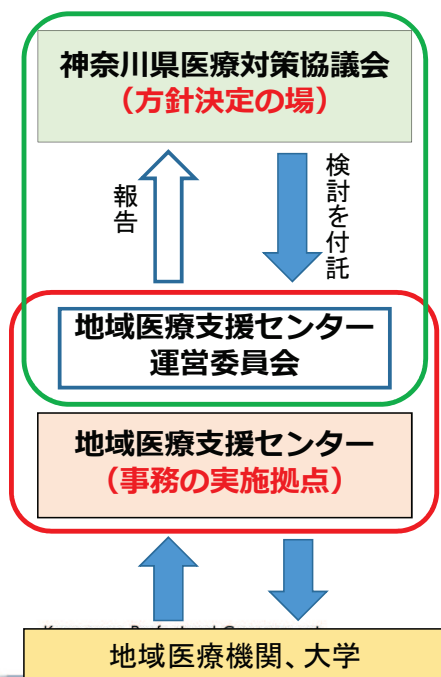 神奈川県医療対策協議会
（方針決定の場）
報告
検討を付託
地域医療支援センター
運営委員会
地域医療支援センター
（事務の実施拠点）
地域医療機関、大学